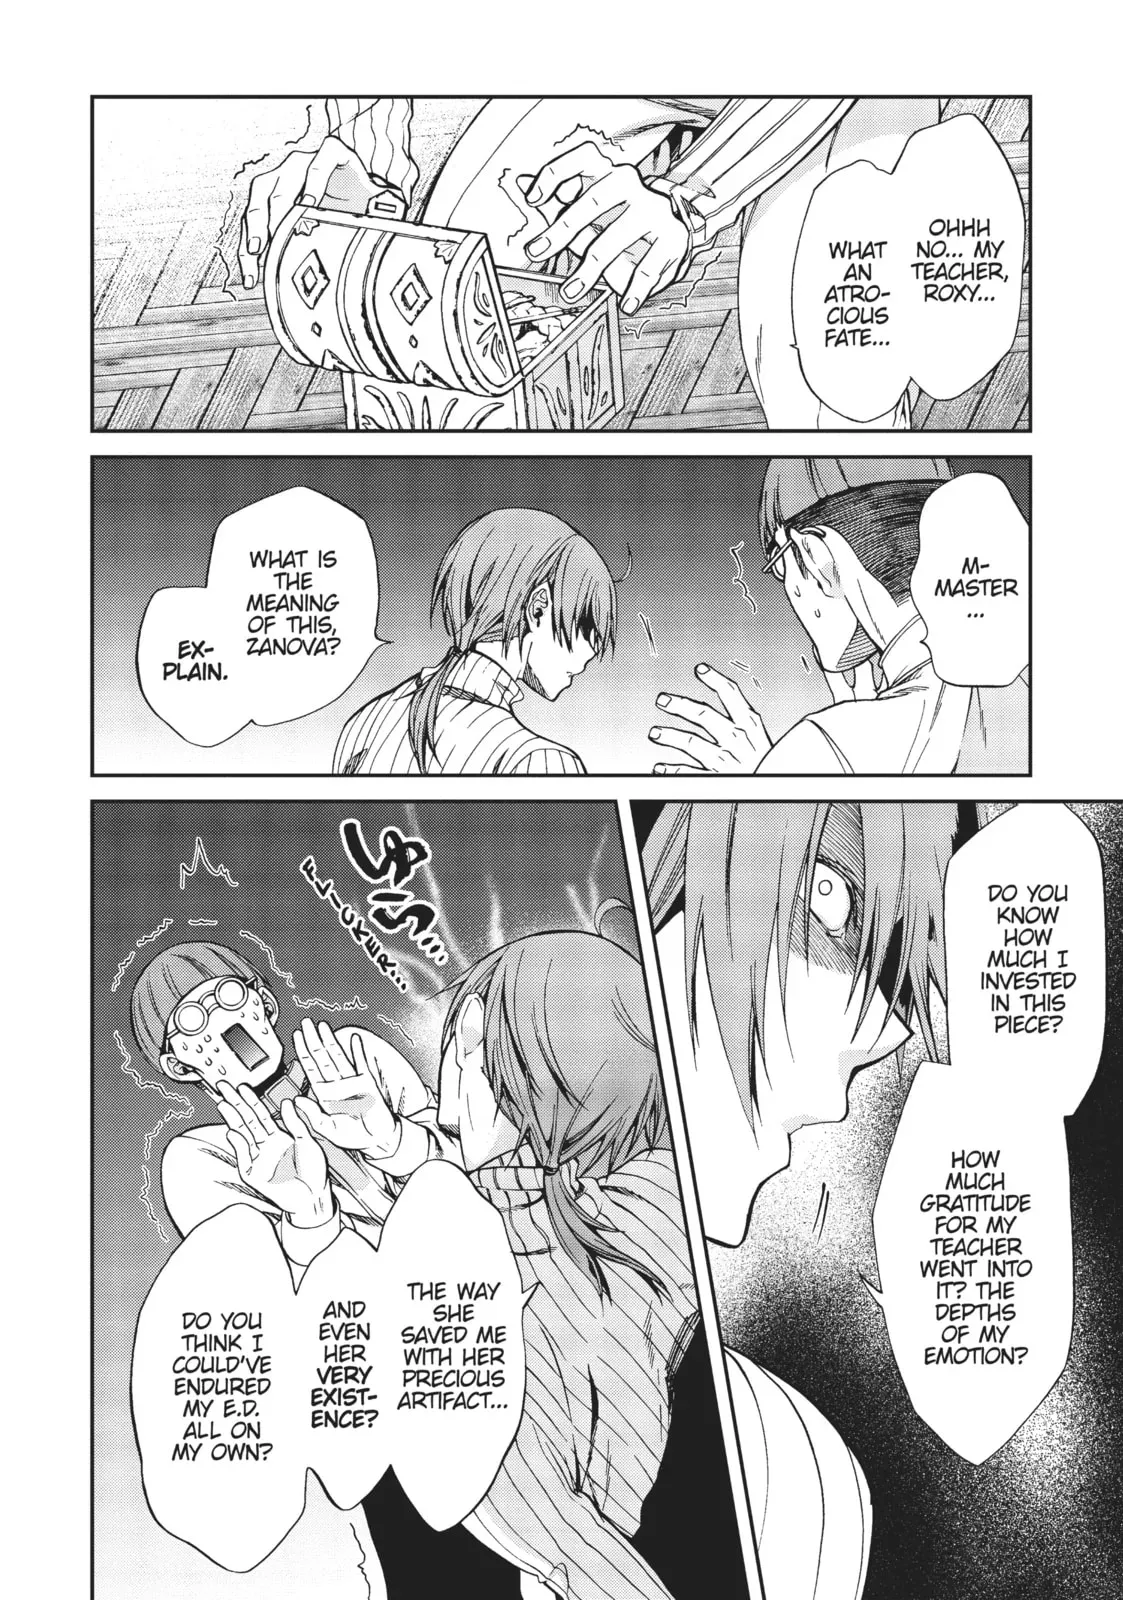 OHHH
NO... MY
TEACHER,
ROXY...
WHAT
AN
ATRO-
CIOUS
FATE...
M-
MASTER
...
WHAT IS
THE
MEANING
OF THIS,
ZANOVA?
EX-
PLAIN.
DO YOU
KNOW
HOW
MUCH I
INVESTED
IN THIS
PIECE?
HOW
MUCH
GRATITUDE
FOR MY
TEACHER
WENT INTO
IT? THE
DEPTHS
OF MY
EMOTION?
ゆら…
FLICKER...
THE WAY
SHE
SAVED ME
WITH HER
PRECIOUS
ARTIFACT...
AND
EVEN
HER
VERY
EXIST-
ENCE?
DO YOU
THINK I
COULD'VE
ENDURED
MY E.D.
ALL ON
MY OWN?